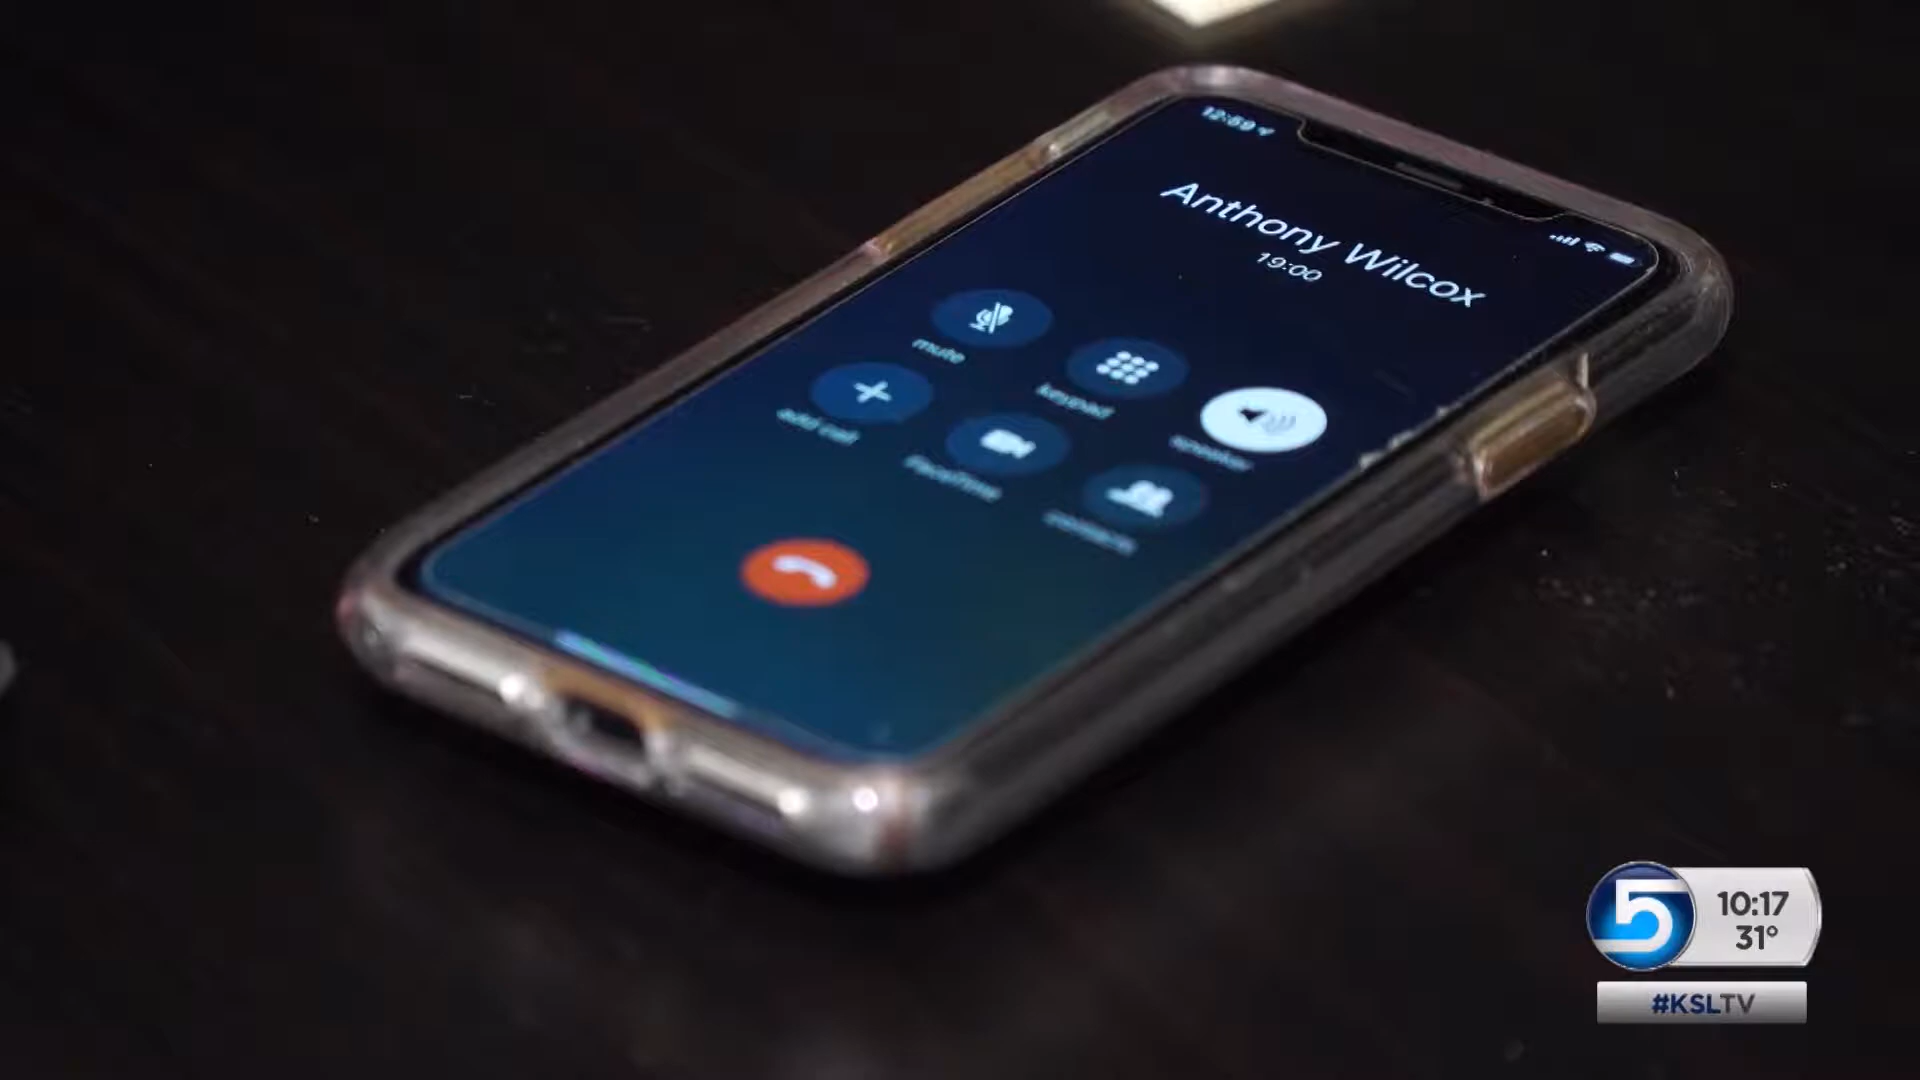 12:59
Anthony Wilcox
19:00
mute
keypad
speaker
add call
FaceTime
contacts
5
10:17
31°
#KSLTV